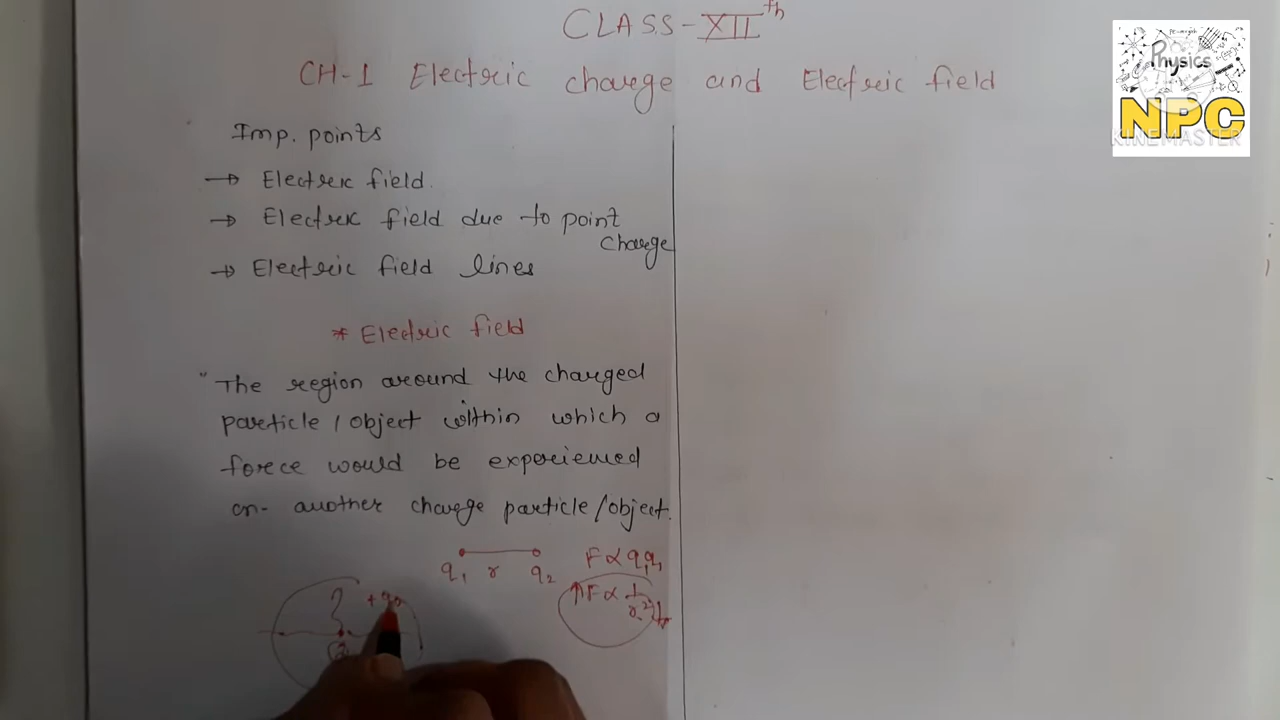 CLASS-XIIth
CH-1 Electric charge and Electric field
Physics
NPC
KINEMASTER
Imp. points
→ Electric field.
→ Electric field due to point
charge
→ Electric field lines
* Electric field
"The region around the charged
particle/object within which a
force would be experienced
on- another charge particle/object.
q1 r q2
F∝q1q2
↑F∝1/r²↓
+q0